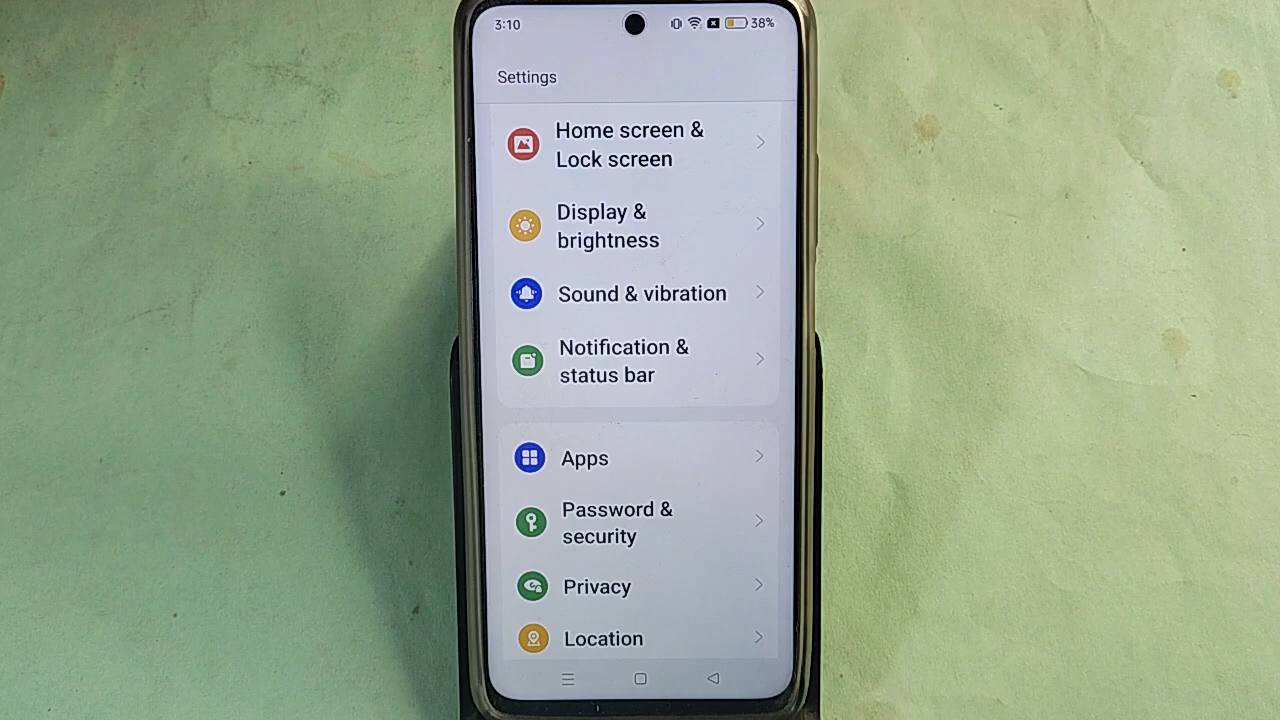 3:10 38%
Settings
Home screen &
Lock screen
Display &
brightness
Sound & vibration
Notification &
status bar
Apps
Password &
security
Privacy
Location